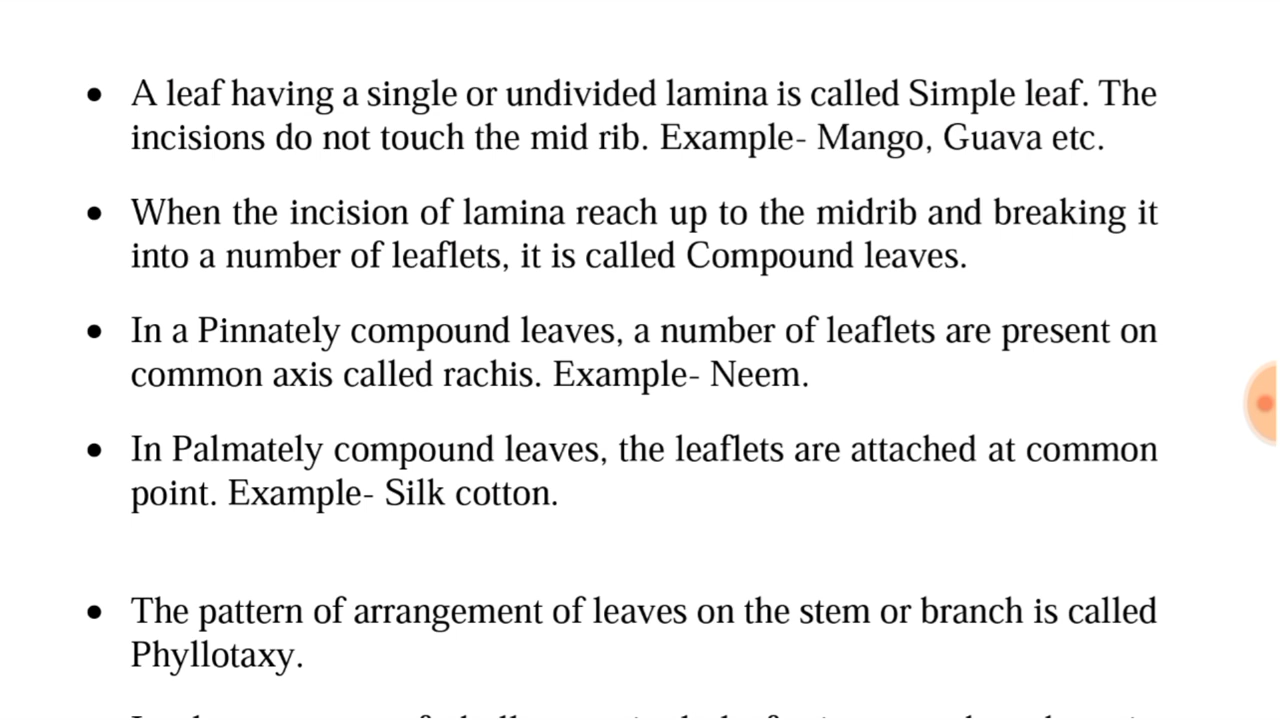 • A leaf having a single or undivided lamina is called Simple leaf. The
incisions do not touch the mid rib. Example- Mango, Guava etc.
• When the incision of lamina reach up to the midrib and breaking it
into a number of leaflets, it is called Compound leaves.
• In a Pinnately compound leaves, a number of leaflets are present on
common axis called rachis. Example- Neem.
• In Palmately compound leaves, the leaflets are attached at common
point. Example- Silk cotton.
• The pattern of arrangement of leaves on the stem or branch is called
Phyllotaxy.